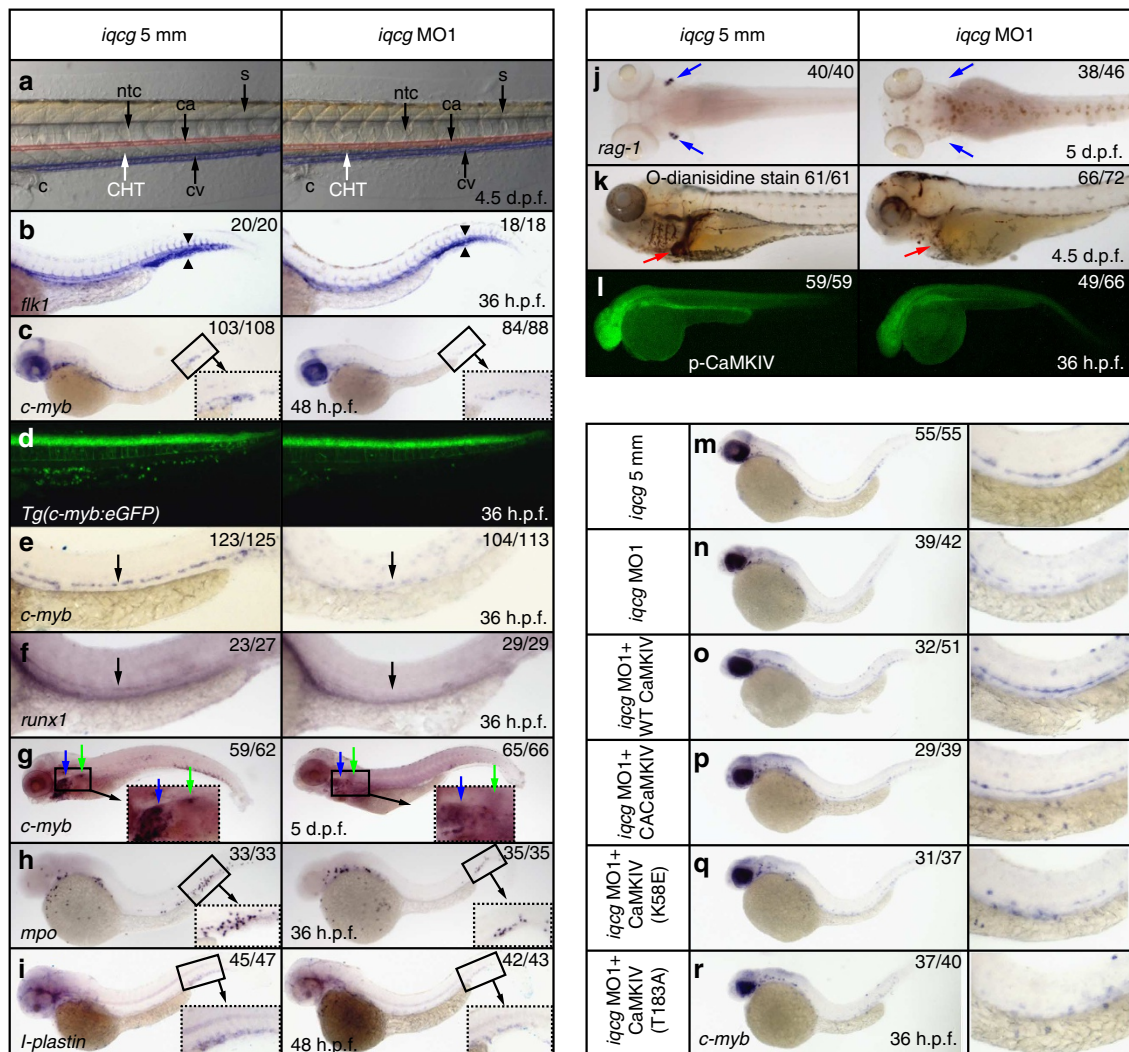 iqcg 5 mm
iqcg MO1
a
ntc
ca
s
CHT
cv
c
ntc
ca
s
CHT
cv
c
4.5 d.p.f.
b
20/20
18/18
flk1
36 h.p.f.
c
103/108
84/88
c-myb
48 h.p.f.
d
Tg(c-myb:eGFP)
36 h.p.f.
e
123/125
104/113
c-myb
36 h.p.f.
f
23/27
29/29
runx1
36 h.p.f.
g
59/62
65/66
c-myb
5 d.p.f.
h
33/33
35/35
mpo
36 h.p.f.
i
45/47
42/43
l-plastin
48 h.p.f.
iqcg 5 mm
iqcg MO1
j
40/40
38/46
rag-1
5 d.p.f.
k
O-dianisidine stain 61/61
66/72
4.5 d.p.f.
l
59/59
49/66
p-CaMKIV
36 h.p.f.
iqcg 5 mm
m
55/55
iqcg MO1
n
39/42
iqcg MO1+
WT CaMKIV
o
32/51
iqcg MO1+
CACaMKIV
p
29/39
iqcg MO1+
CaMKIV
(K58E)
q
31/37
iqcg MO1+
CaMKIV
(T183A)
r
37/40
c-myb
36 h.p.f.